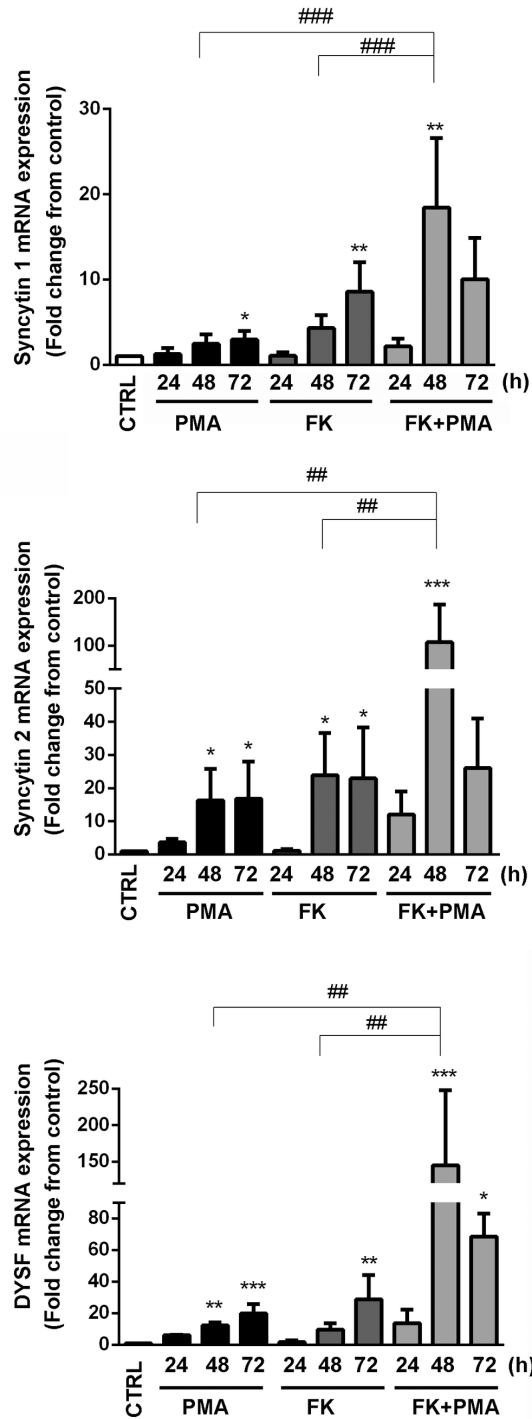 ###
###
Syncytin 1 mRNA expression
(Fold change from control)
30
20
10
0
**
**
*
CTRL
24 48 72 24 48 72 24 48 72 (h)
PMA FK FK+PMA
##
##
Syncytin 2 mRNA expression
(Fold change from control)
200
100
50
40
30
20
10
0
***
* * * *
CTRL
24 48 72 24 48 72 24 48 72 (h)
PMA FK FK+PMA
##
##
DYSF mRNA expression
(Fold change from control)
250
150
80
60
40
20
0
***
*
**
** ***
CTRL
24 48 72 24 48 72 24 48 72 (h)
PMA FK FK+PMA